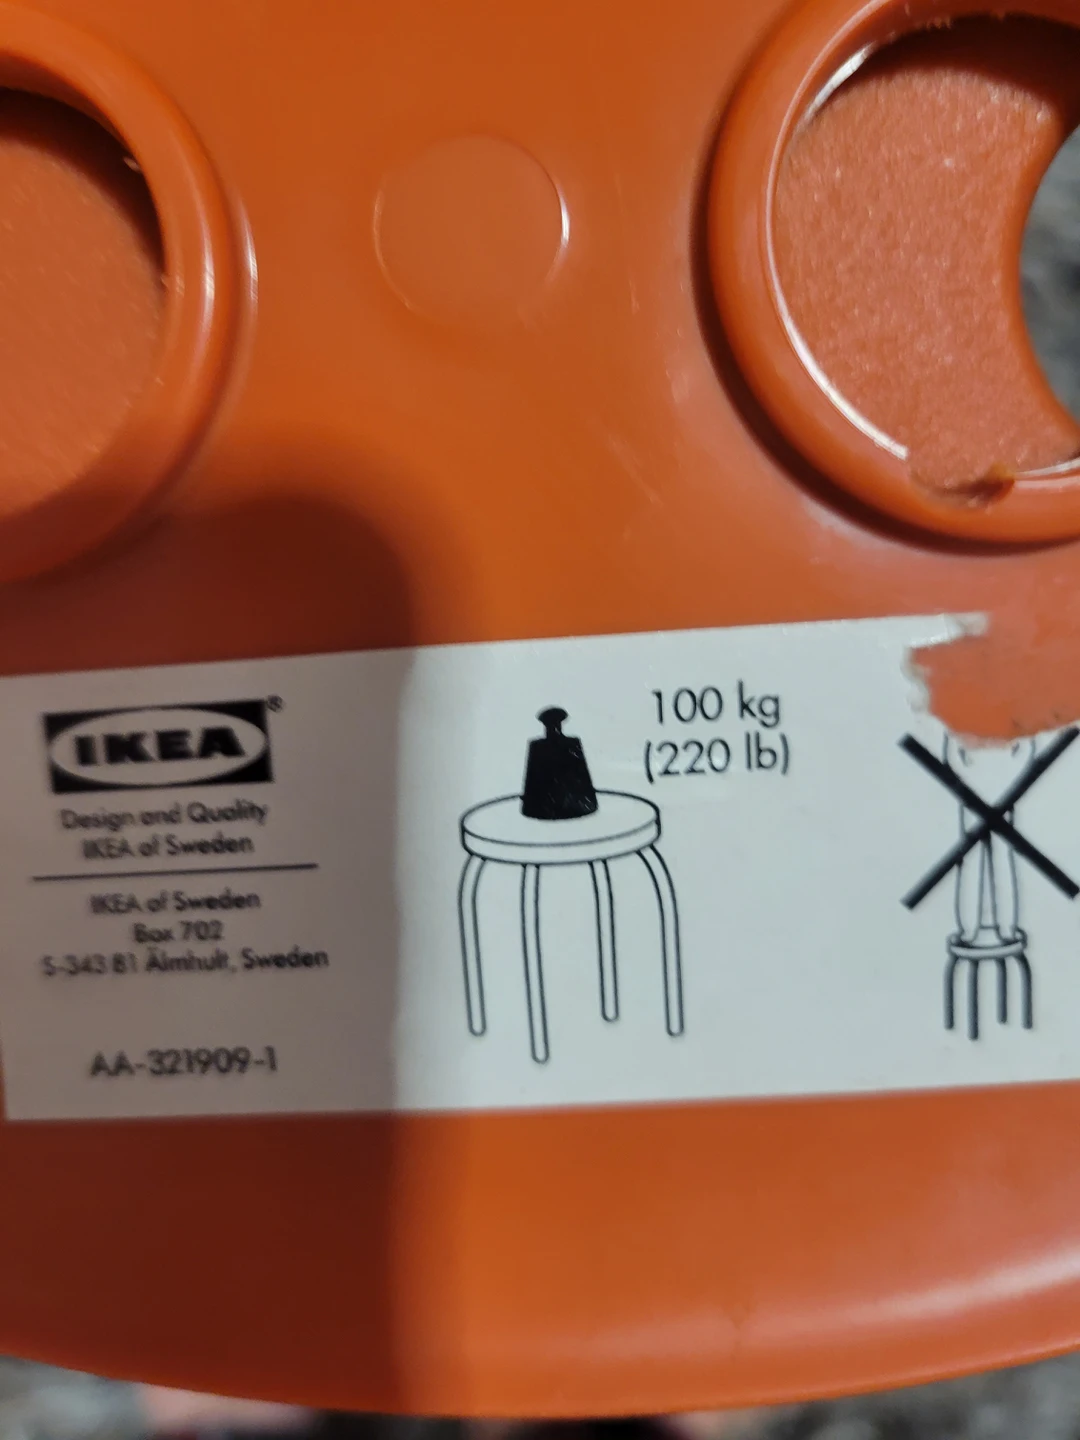 IKEA®
Design and Quality
IKEA of Sweden
IKEA of Sweden
Box 702
S-343 81 Älmhult, Sweden
AA-321909-1
100 kg
(220 lb)